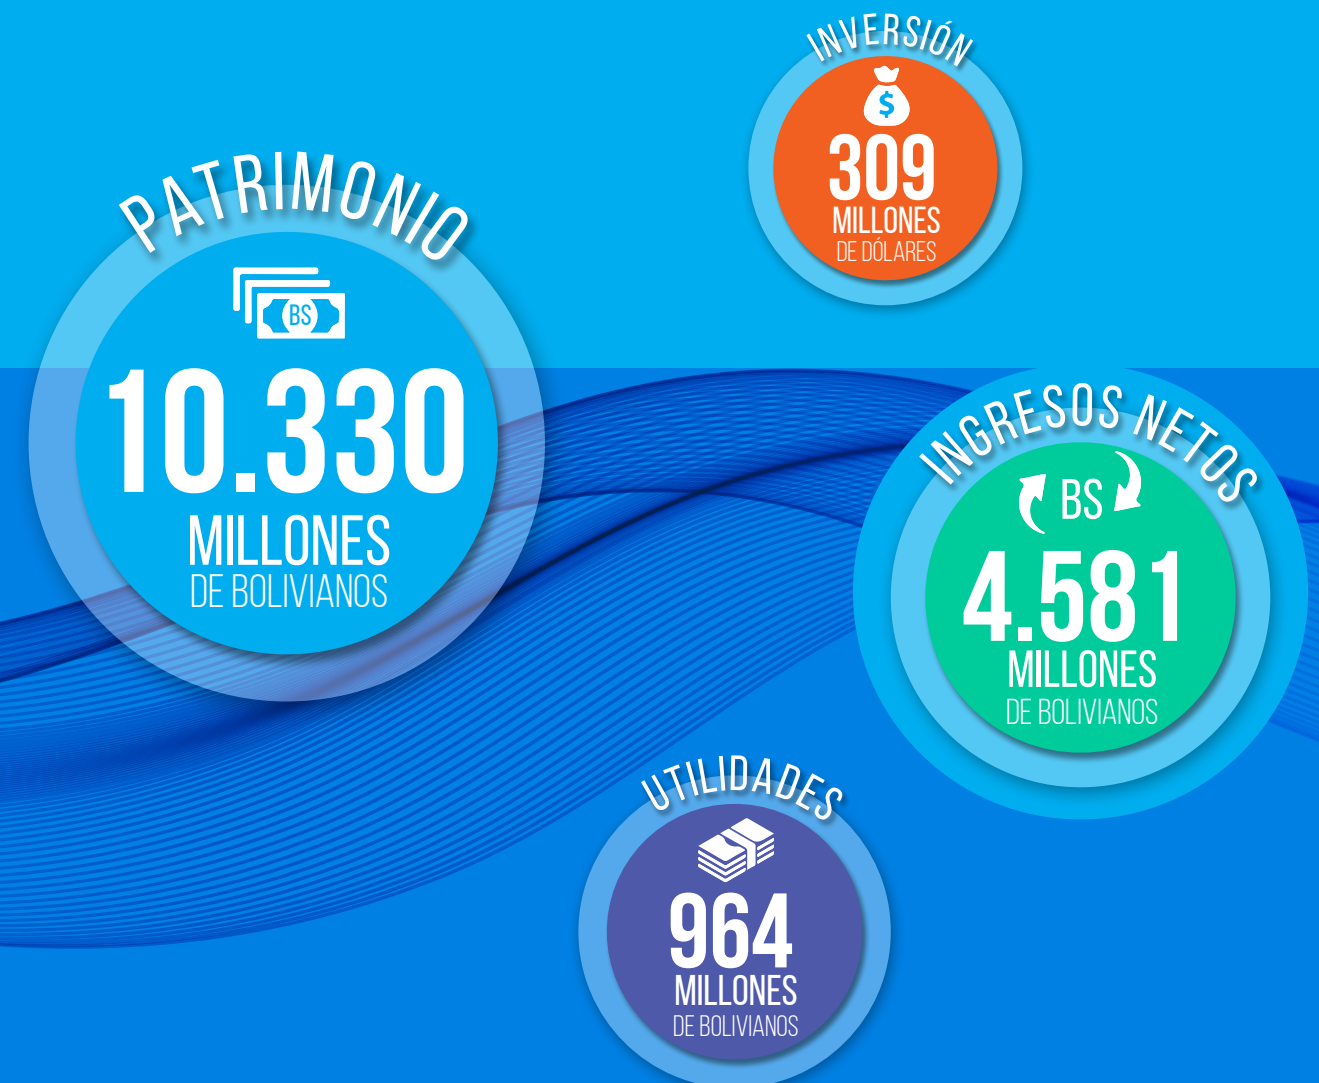 INVERSIÓN
$
309
MILLONES
DE DÓLARES
PATRIMONIO
BS
10.330
MILLONES
DE BOLIVIANOS
INGRESOS NETOS
BS
4.581
MILLONES
DE BOLIVIANOS
UTILIDADES
964
MILLONES
DE BOLIVIANOS